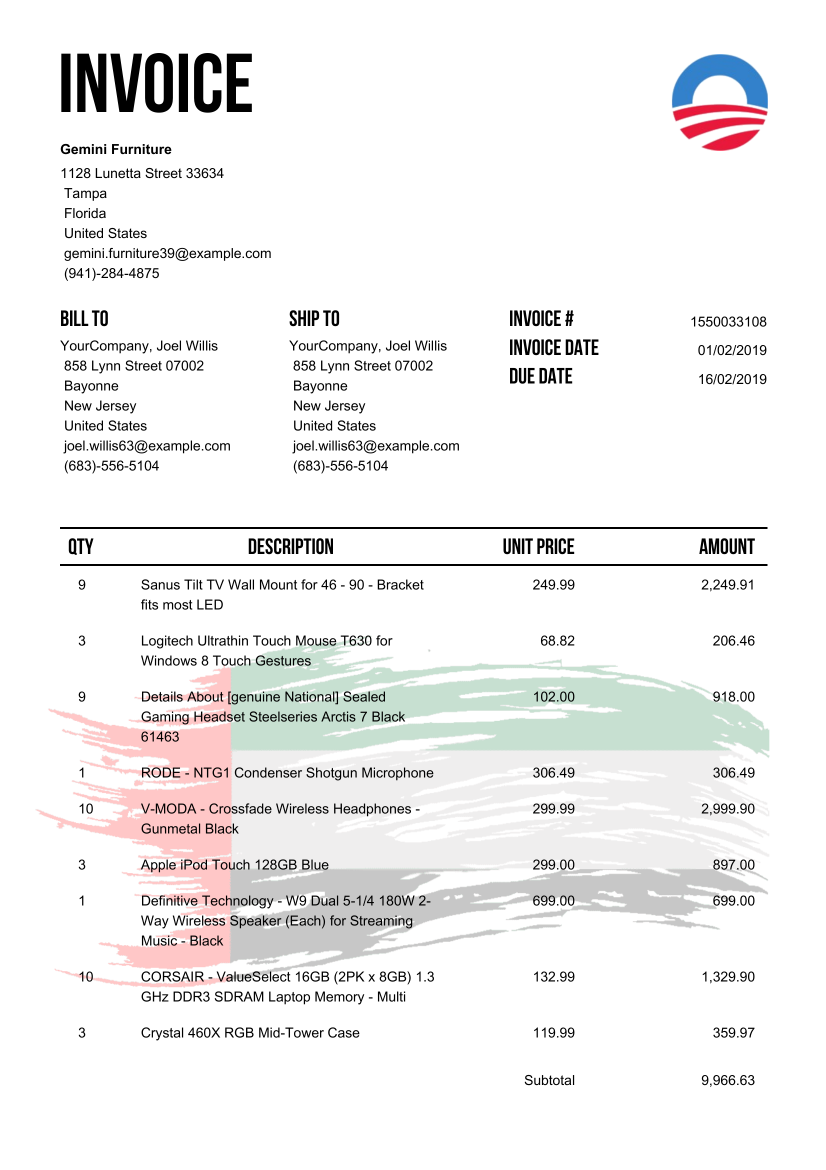 INVOICE
Gemini Furniture
1128 Lunetta Street 33634
Tampa
Florida
United States
gemini.furniture39@example.com
(941)-284-4875
BILL TO
YourCompany, Joel Willis
858 Lynn Street 07002
Bayonne
New Jersey
United States
joel.willis63@example.com
(683)-556-5104
SHIP TO
YourCompany, Joel Willis
858 Lynn Street 07002
Bayonne
New Jersey
United States
joel.willis63@example.com
(683)-556-5104
INVOICE # 1550033108
INVOICE DATE 01/02/2019
DUE DATE 16/02/2019
QTY DESCRIPTION UNIT PRICE AMOUNT
9 Sanus Tilt TV Wall Mount for 46 - 90 - Bracket 249.99 2,249.91
fits most LED
3 Logitech Ultrathin Touch Mouse T630 for 68.82 206.46
Windows 8 Touch Gestures
9 Details About [genuine National] Sealed 102.00 918.00
Gaming Headset Steelseries Arctis 7 Black
61463
1 RODE - NTG1 Condenser Shotgun Microphone 306.49 306.49
10 V-MODA - Crossfade Wireless Headphones - 299.99 2,999.90
Gunmetal Black
3 Apple iPod Touch 128GB Blue 299.00 897.00
1 Definitive Technology - W9 Dual 5-1/4 180W 2- 699.00 699.00
Way Wireless Speaker (Each) for Streaming
Music - Black
10 CORSAIR - ValueSelect 16GB (2PK x 8GB) 1.3 132.99 1,329.90
GHz DDR3 SDRAM Laptop Memory - Multi
3 Crystal 460X RGB Mid-Tower Case 119.99 359.97
Subtotal 9,966.63